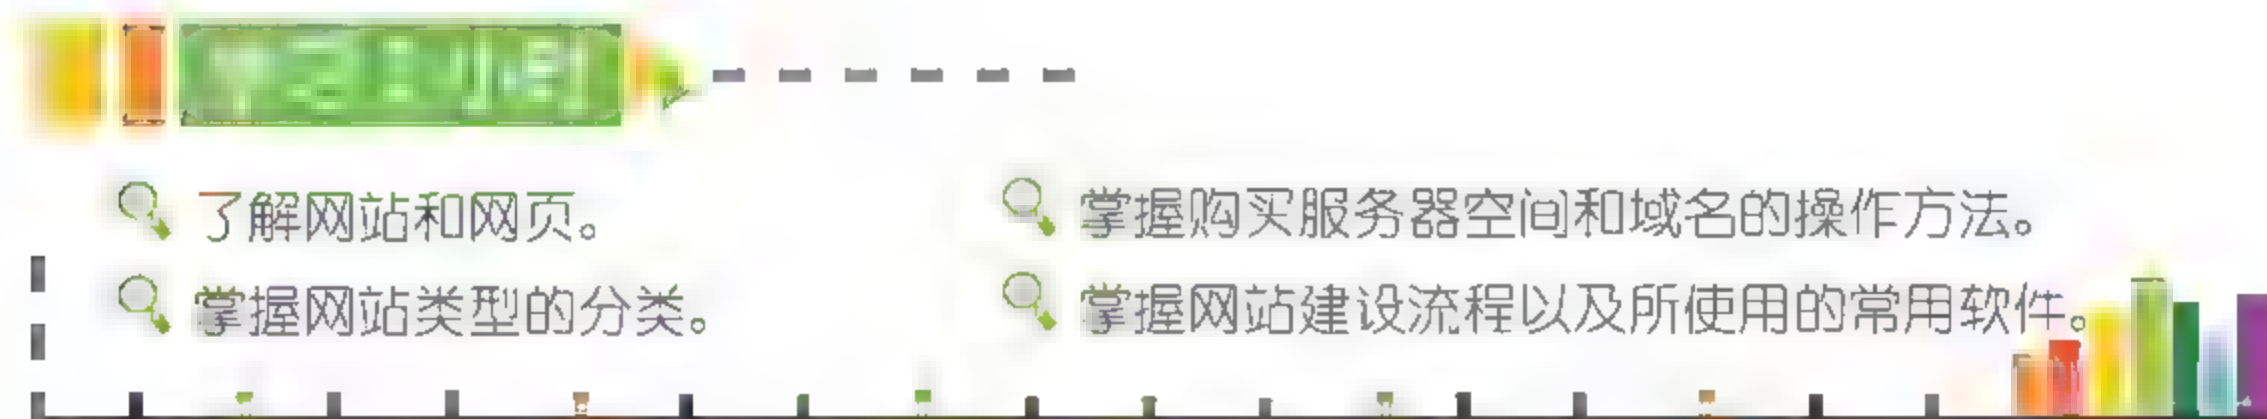 了解网站和网页。
掌握网站类型的分类。
掌握购买服务器空间和域名的操作方法。
掌握网站建设流程以及所使用的常用软件。